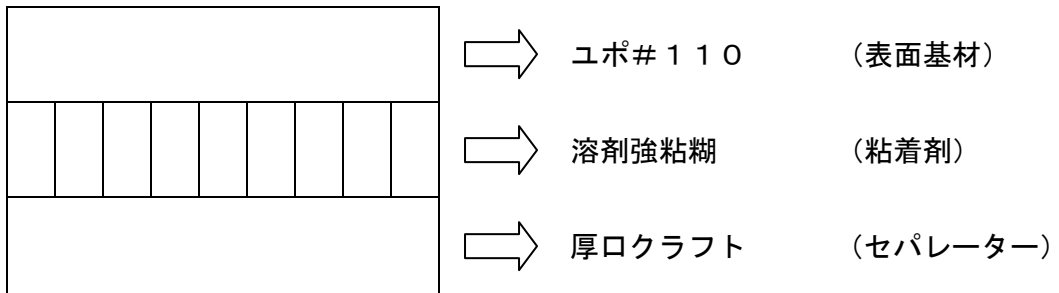 ユポ＃１１０　（表面基材）
溶剤強粘糊　（粘着剤）
厚口クラフト　（セパレーター）